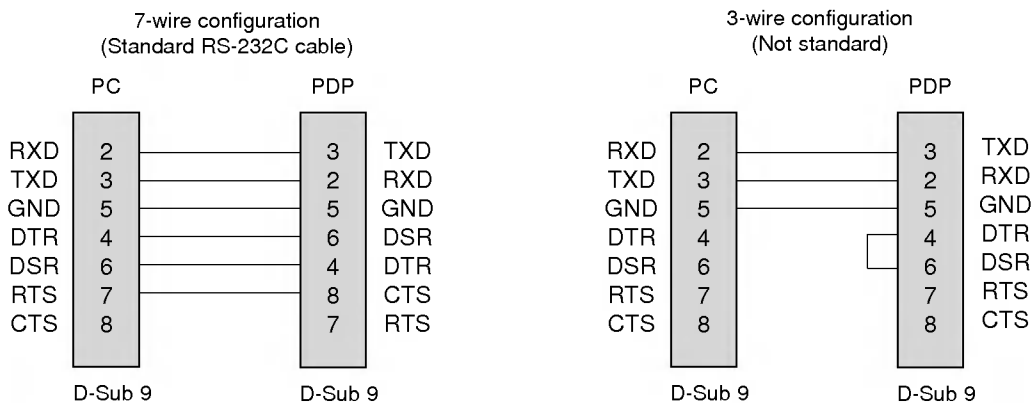 7-wire configuration
(Standard RS-232C cable)
PC PDP
RXD 2 3 TXD
TXD 3 2 RXD
GND 5 5 GND
DTR 4 6 DSR
DSR 6 4 DTR
RTS 7 8 CTS
CTS 8 7 RTS
D-Sub 9 D-Sub 9
3-wire configuration
(Not standard)
PC PDP
RXD 2 3 TXD
TXD 3 2 RXD
GND 5 5 GND
DTR 4 4 DTR
DSR 6 6 DSR
RTS 7 7 RTS
CTS 8 8 CTS
D-Sub 9 D-Sub 9